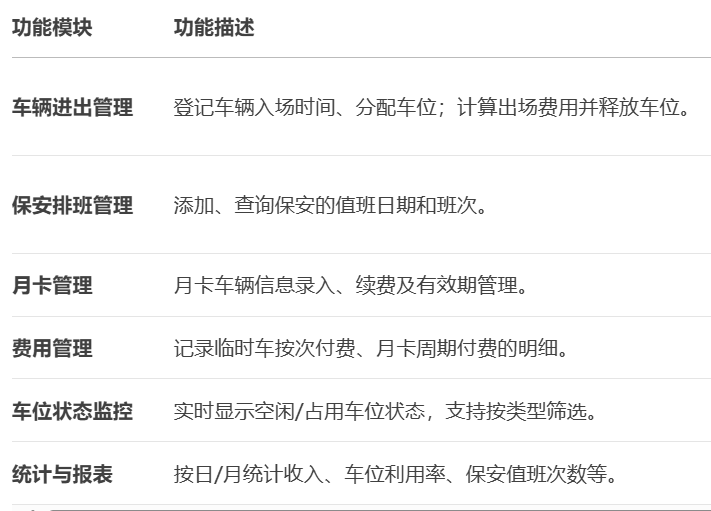 功能模块 功能描述
车辆进出管理 登记车辆入场时间、分配车位；计算出场费用并释放车位。
保安排班管理 添加、查询保安的值班日期和班次。
月卡管理 月卡车辆信息录入、续费及有效期管理。
费用管理 记录临时车按次付费、月卡周期付费的明细。
车位状态监控 实时显示空闲/占用车位状态，支持按类型筛选。
统计与报表 按日/月统计收入、车位利用率、保安值班次数等。